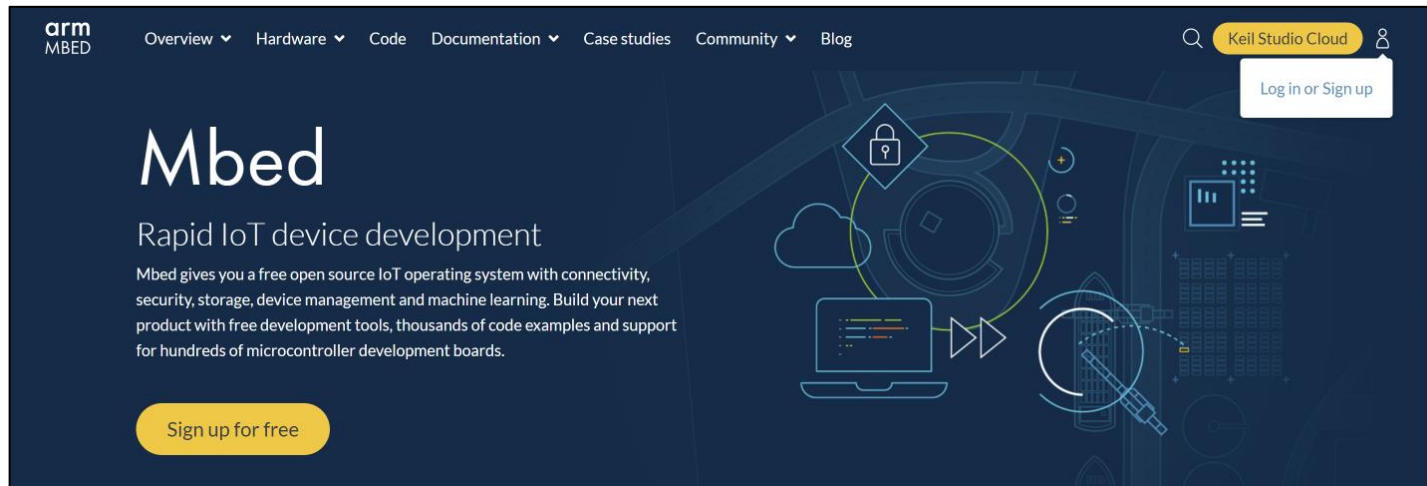 arm
MBED
Overview Hardware Code Documentation Case studies Community Blog
Keil Studio Cloud
Log in or Sign up
Mbed
Rapid IoT device development
Mbed gives you a free open source IoT operating system with connectivity,
security, storage, device management and machine learning. Build your next
product with free development tools, thousands of code examples and support
for hundreds of microcontroller development boards.
Sign up for free